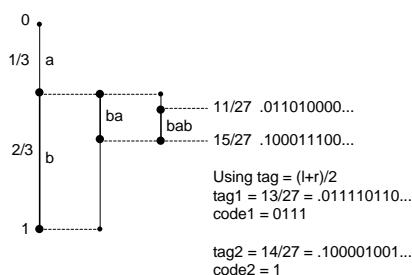 0
1/3 a
ba
bab
11/27 .011010000...
15/27 .100011100...
2/3 b
Using tag = (l+r)/2
tag1 = 13/27 = .011110110...
code1 = 0111
1
tag2 = 14/27 = .100001001...
code2 = 1